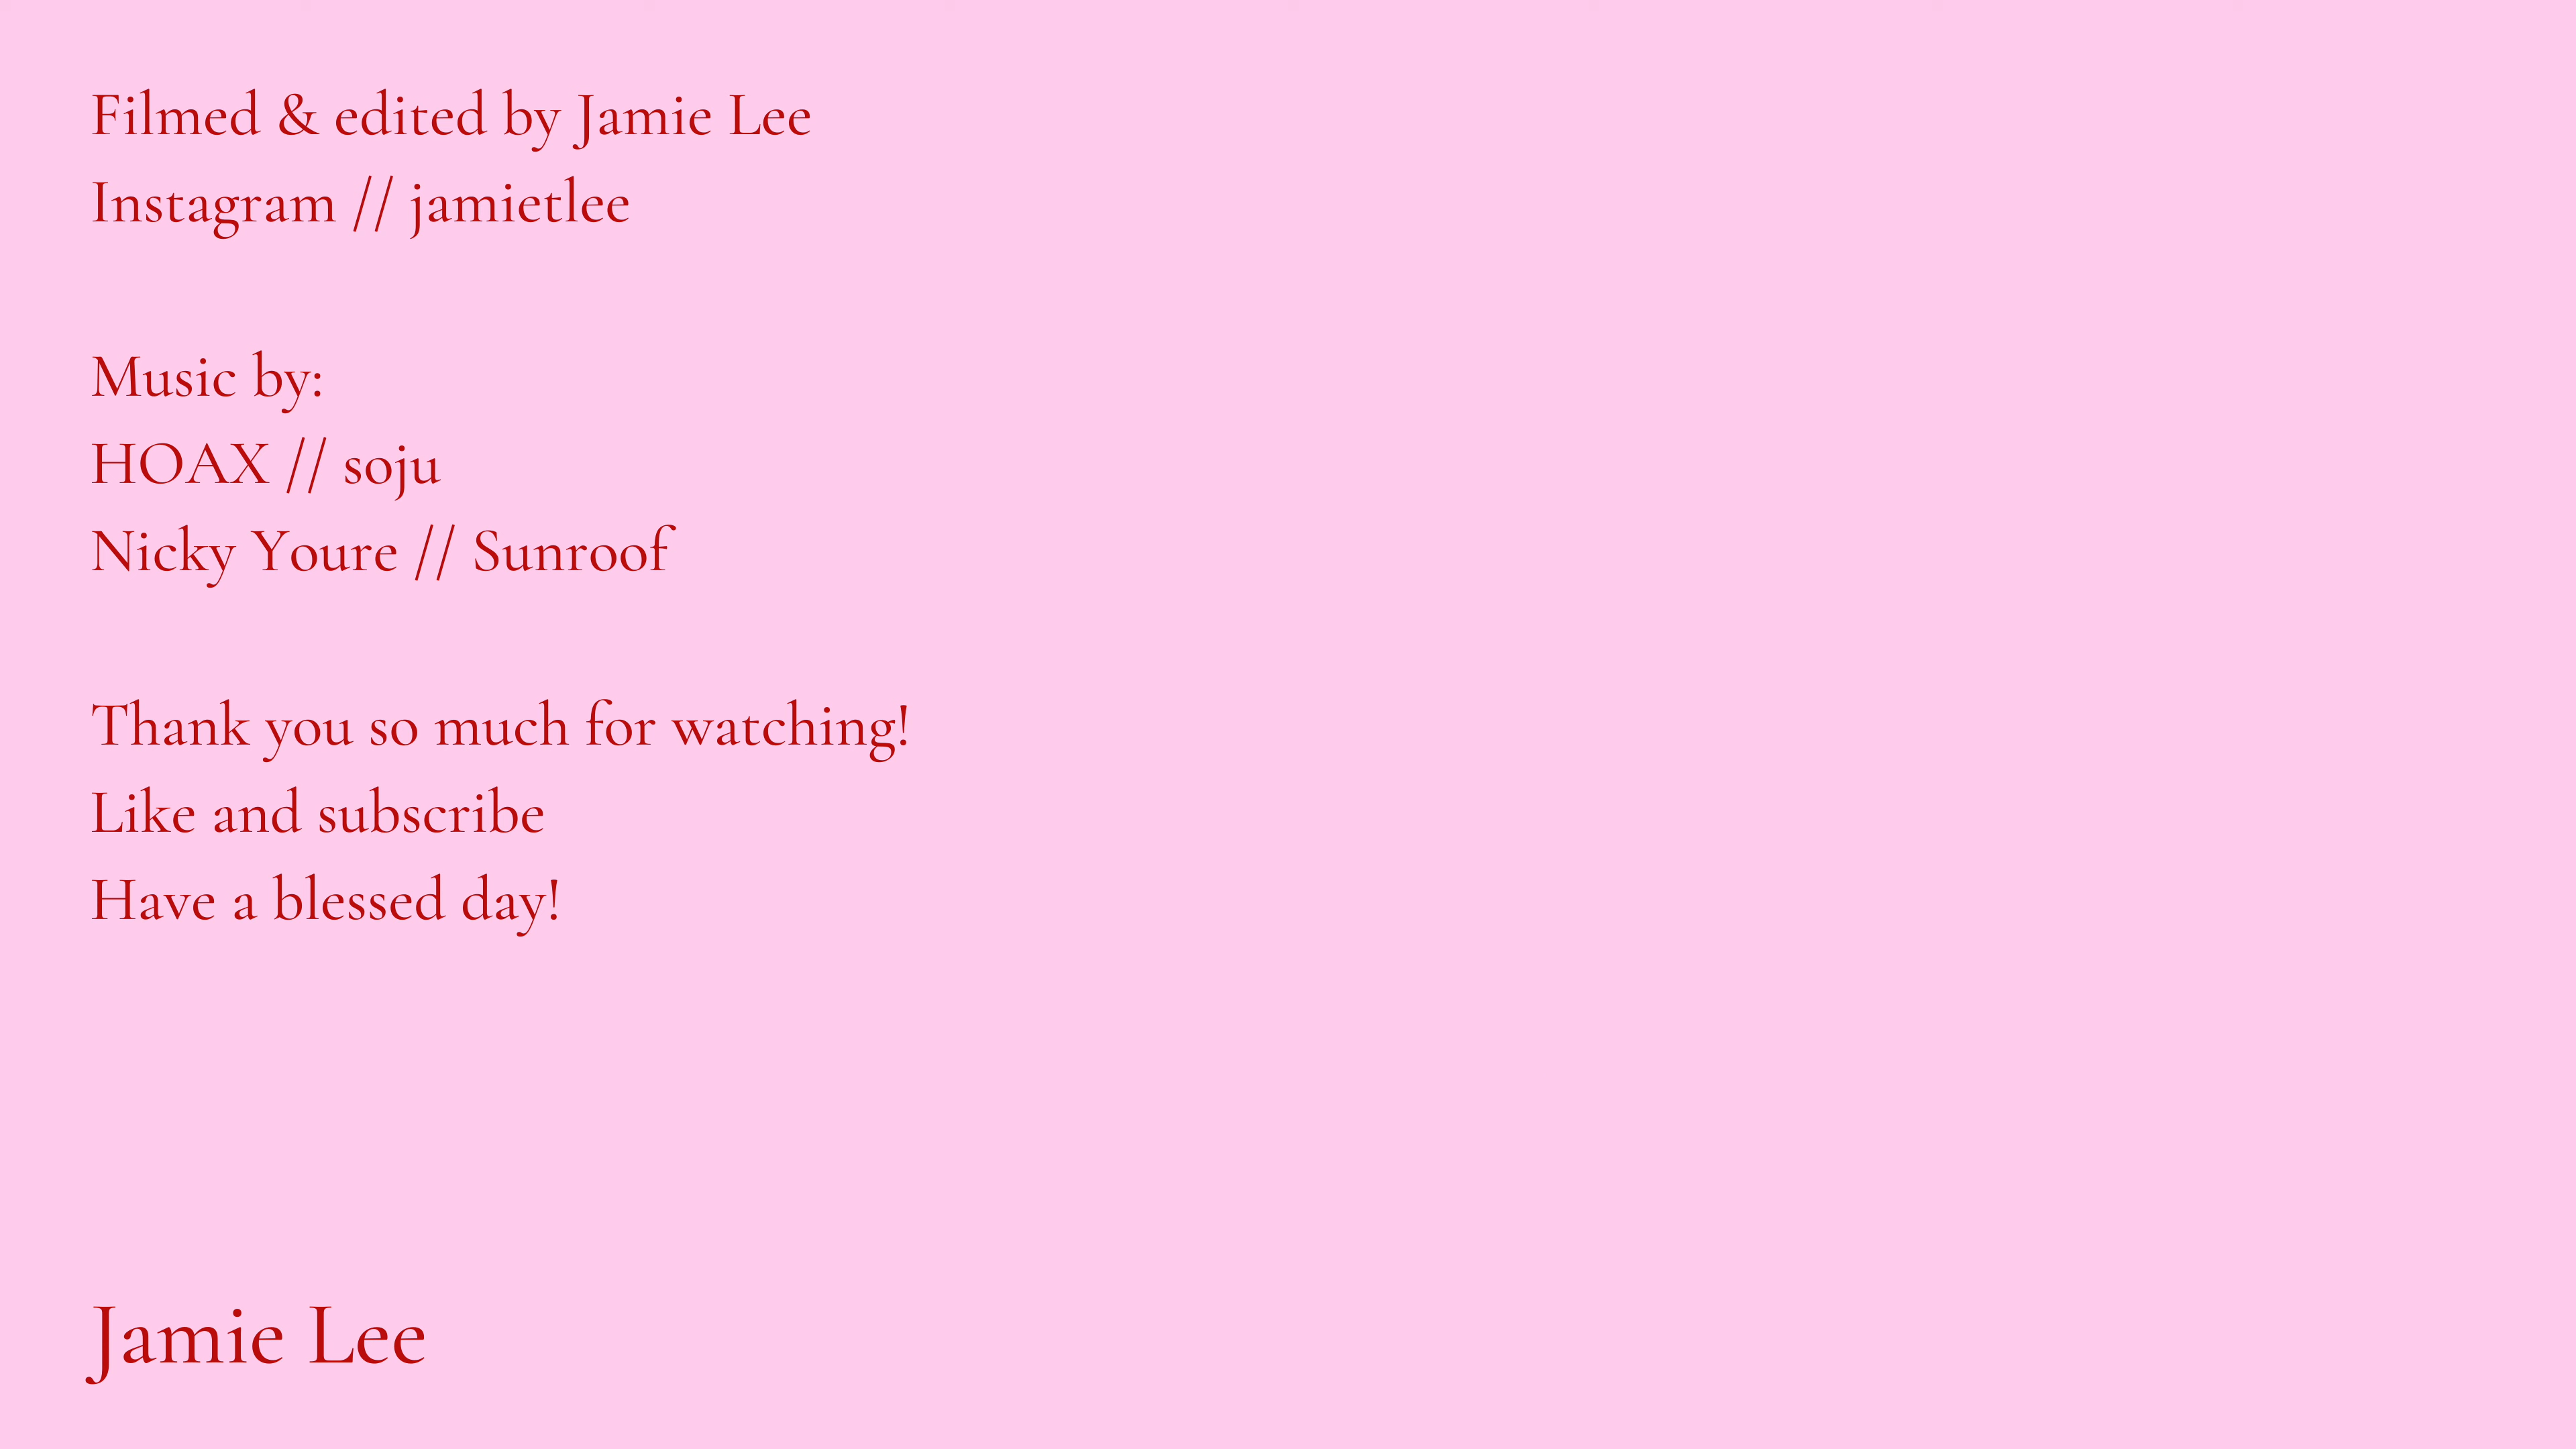 Filmed & edited by Jamie Lee
Instagram // jamietlee
Music by:
HOAX // soju
Nicky Youre // Sunroof
Thank you so much for watching!
Like and subscribe
Have a blessed day!
Jamie Lee